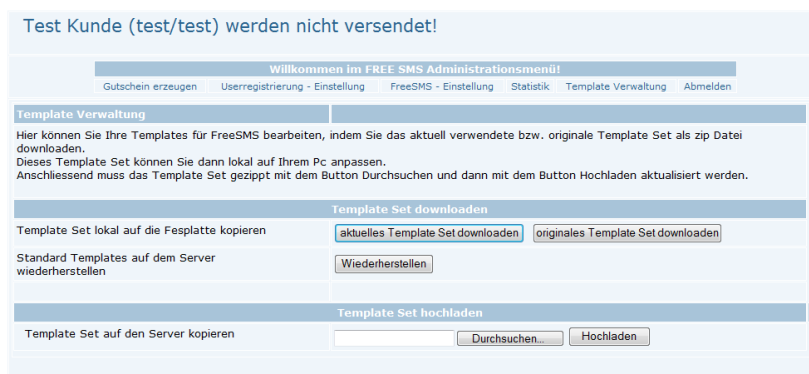 Test Kunde (test/test) werden nicht versendet!
Willkommen im FREE SMS Administrationsmenü!
Gutschein erzeugen Userregistrierung - Einstellung FreeSMS - Einstellung Statistik Template Verwaltung Abmelden
Template Verwaltung
Hier können Sie Ihre Templates für FreeSMS bearbeiten, indem Sie das aktuell verwendete bzw. originale Template Set als zip Datei
downloaden.
Dieses Template Set können Sie dann lokal auf Ihrem Pc anpassen.
Anschliessend muss das Template Set gezippt mit dem Button Durchsuchen und dann mit dem Button Hochladen aktualisiert werden.
Template Set downloaden
Template Set lokal auf die Fesplatte kopieren aktuelles Template Set downloaden originales Template Set downloaden
Standard Templates auf dem Server
wiederherstellen Wiederherstellen
Template Set hochladen
Template Set auf den Server kopieren Durchsuchen... Hochladen